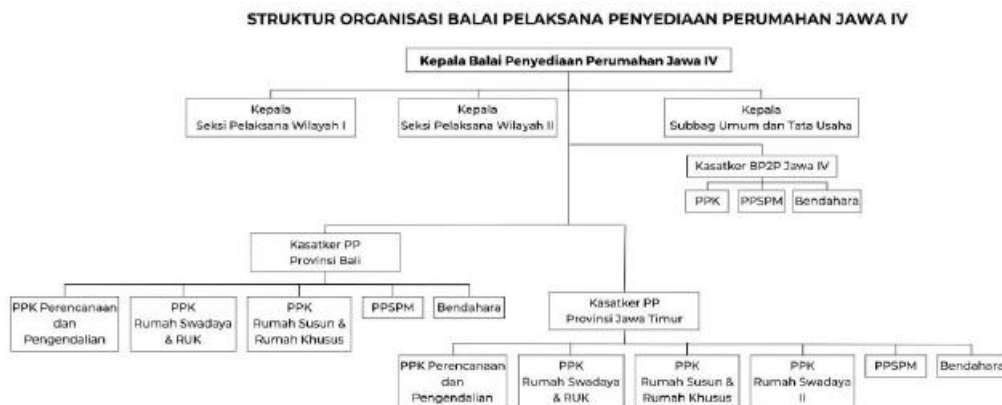 STRUKTUR ORGANISASI BALAI PELAKSANA PENYEDIAAN PERUMAHAN JAWA IV
Kepala Balai Penyediaan Perumahan Jawa IV
Kepala
Seksi Pelaksana Wilayah I
Kepala
Seksi Pelaksana Wilayah II
Kepala
Subbag Umum dan Tata Usaha
Kasatker BP2P Jawa IV
PPK
PPSPM
Bendahara
Kasatker PP
Provinsi Bali
PPK Perencanaan
dan
Pengendalian
PPK
Rumah Swadaya
& RUK
PPK
Rumah Susun &
Rumah Khusus
PPSPM
Bendahara
Kasatker PP
Provinsi Jawa Timur
PPK Perencanaan
dan
Pengendalian
PPK
Rumah Swadaya
& RUK
PPK
Rumah Susun &
Rumah Khusus
PPK
Rumah Swadaya
II
PPSPM
Bendahara